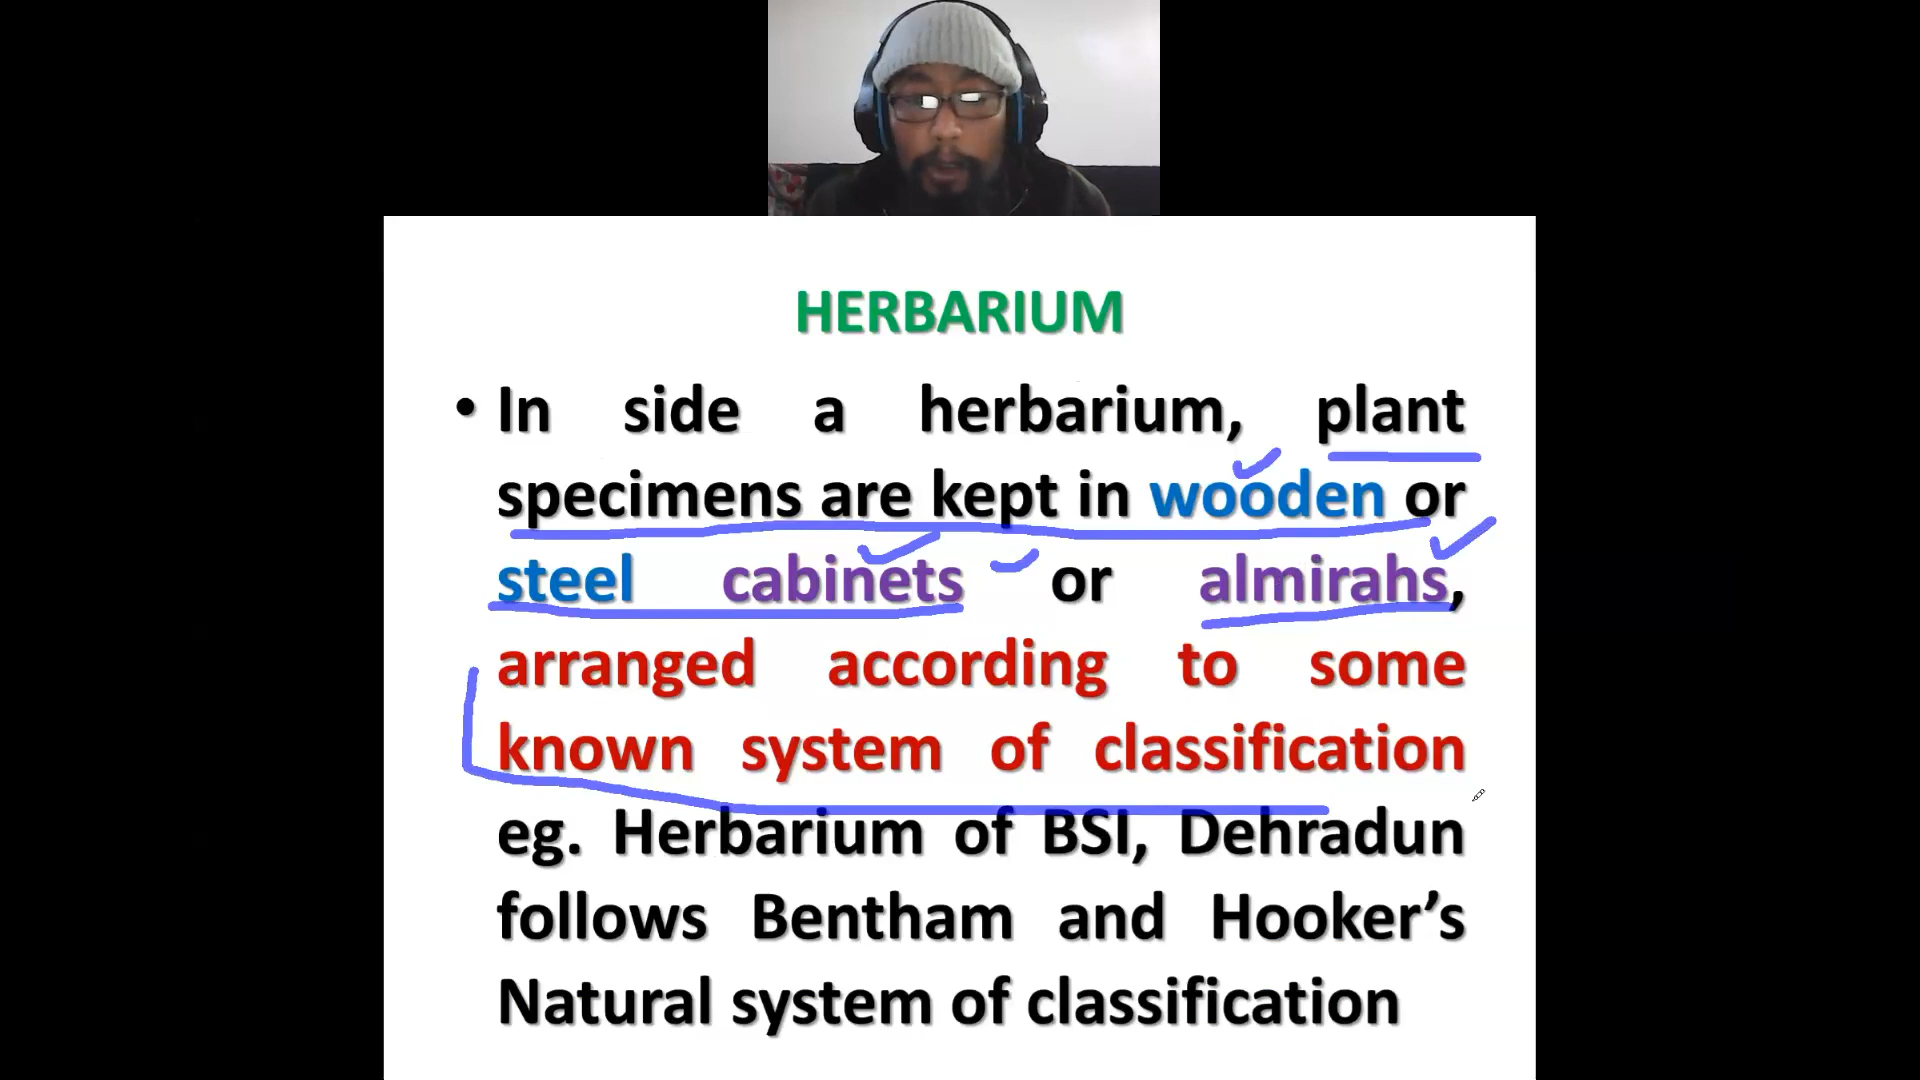 HERBARIUM
• In side a herbarium, plant
specimens are kept in wooden or
steel cabinets or almirahs,
arranged according to some
known system of classification
eg. Herbarium of BSI, Dehradun
follows Bentham and Hooker’s
Natural system of classification